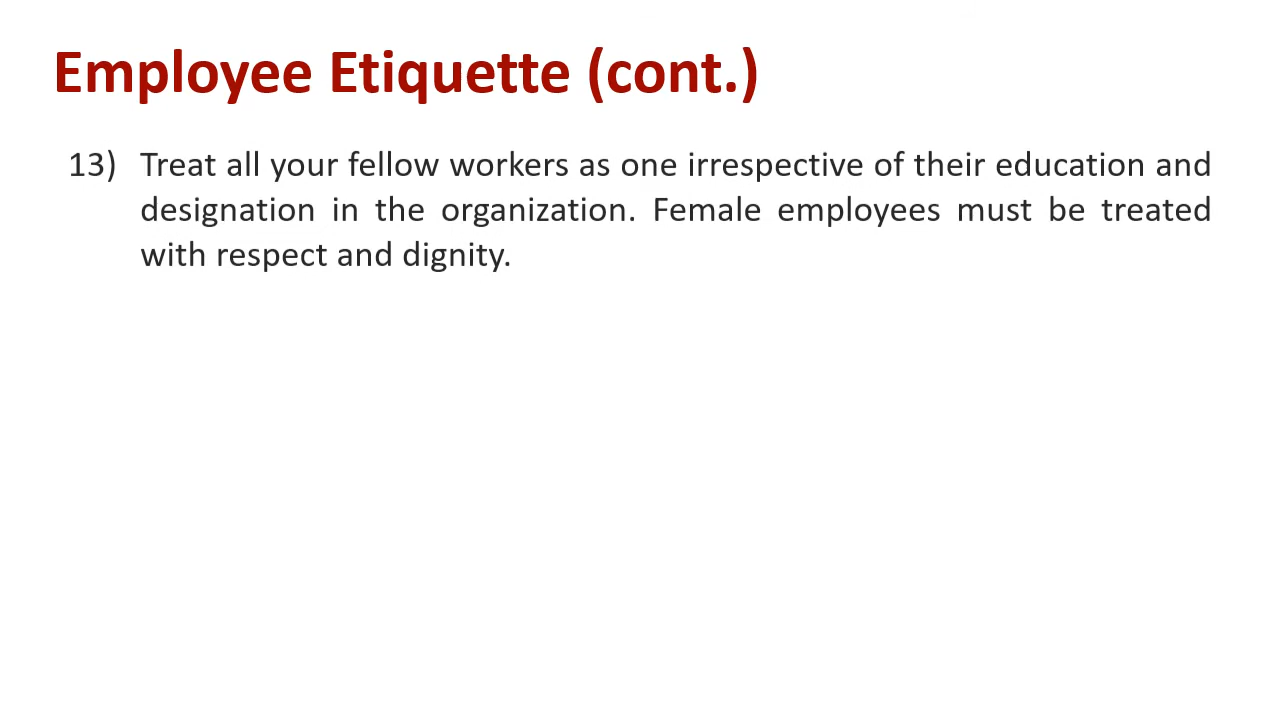 Employee Etiquette (cont.)
13) Treat all your fellow workers as one irrespective of their education and
designation in the organization. Female employees must be treated
with respect and dignity.